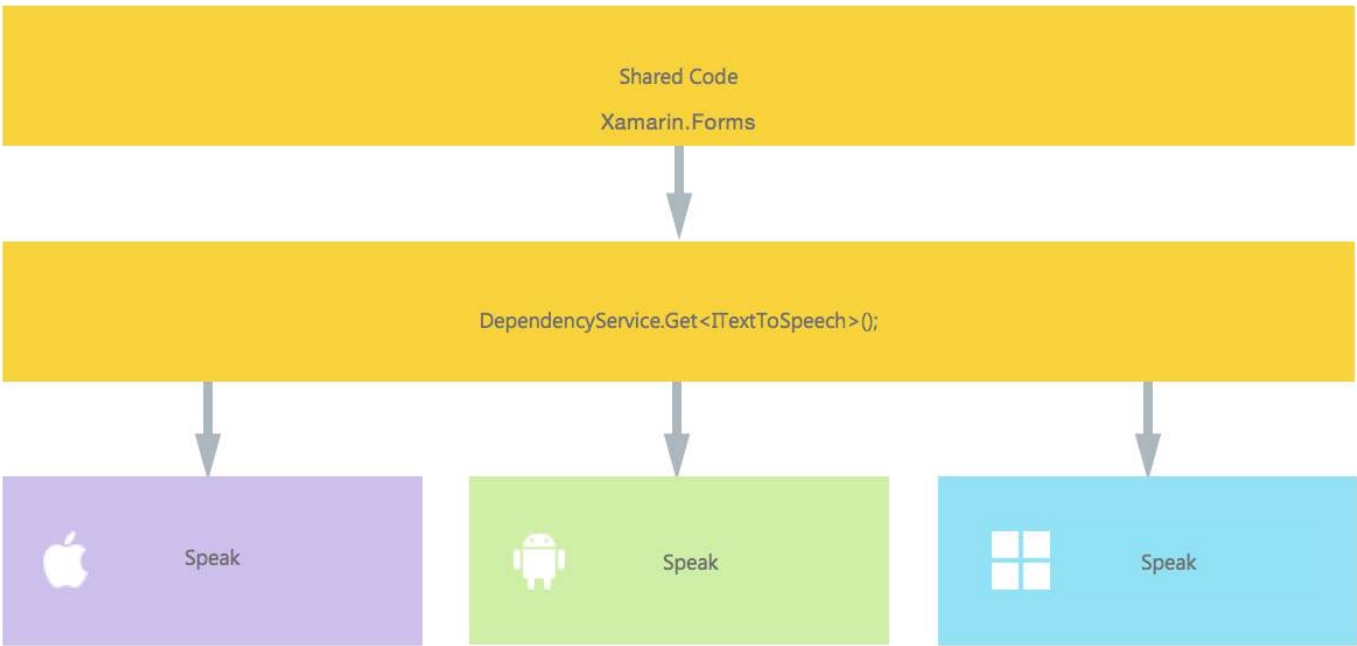 Shared Code
Xamarin.Forms
DependencyService.Get<ITextToSpeech>();
Speak
Speak
Speak